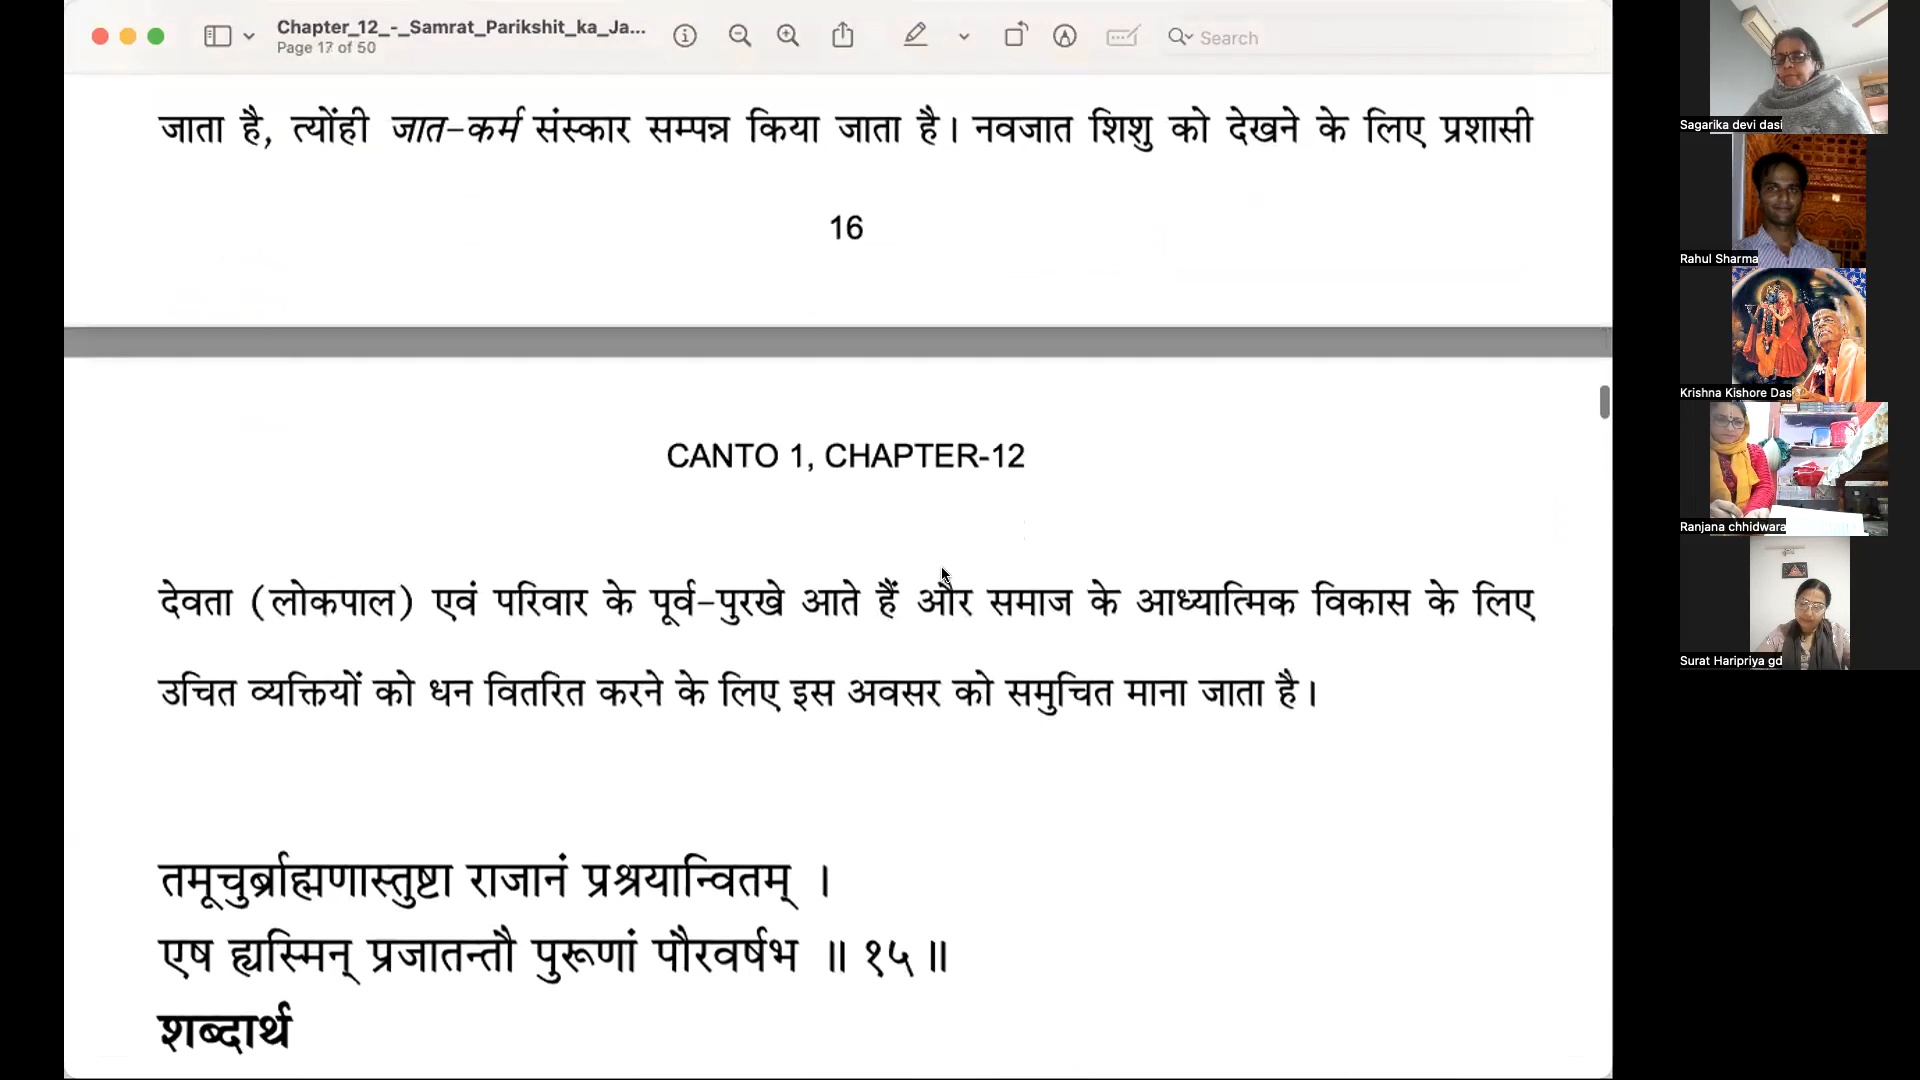 Chapter_12_-_Samrat_Parikshit_ka_Ja...
Page 17 of 50
Search
जाता है, त्योंही जात-कर्म संस्कार सम्पन्न किया जाता है। नवजात शिशु को देखने के लिए प्रशासी
16
CANTO 1, CHAPTER-12
देवता (लोकपाल) एवं परिवार के पूर्व-पुरखे आते हैं और समाज के आध्यात्मिक विकास के लिए
उचित व्यक्तियों को धन वितरित करने के लिए इस अवसर को समुचित माना जाता है।
तमूचुर्ब्राह्मणास्तुष्टा राजानं प्रश्रयान्वितम् ।
एष ह्यस्मिन् प्रजातन्तौ पुरूणां पौरवर्षभ ॥ १५ ॥
शब्दार्थ
Sagarika devi dasi
Rahul Sharma
Krishna Kishore Das
Ranjana chhidwara
Surat Haripriya gd